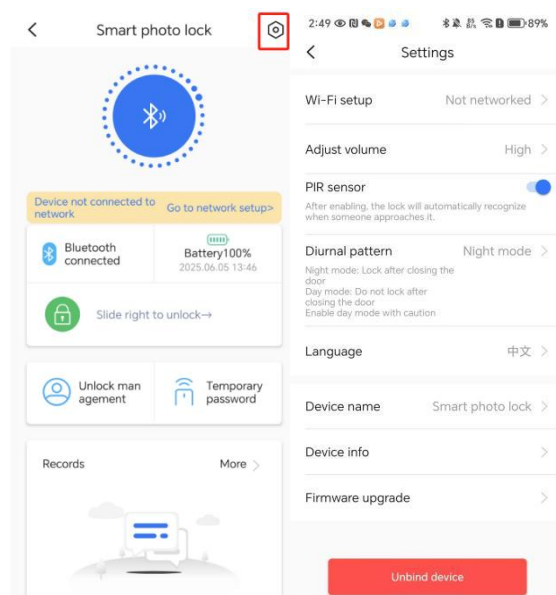 Smart photo lock
Device not connected to
network
Go to network setup>
Bluetooth
connected
Battery100%
2025.06.05 13:46
Slide right to unlock→
Unlock man
agement
Temporary
password
Records
More >
2:49
89%
Settings
Wi-Fi setup
Not networked >
Adjust volume
High >
PIR sensor
After enabling, the lock will automatically recognize
when someone approaches it.
Diurnal pattern
Night mode >
Night mode: Lock after closing the
door
Day mode: Do not lock after
closing the door
Enable day mode with caution
Language
中文 >
Device name
Smart photo lock >
Device info >
Firmware upgrade >
Unbind device